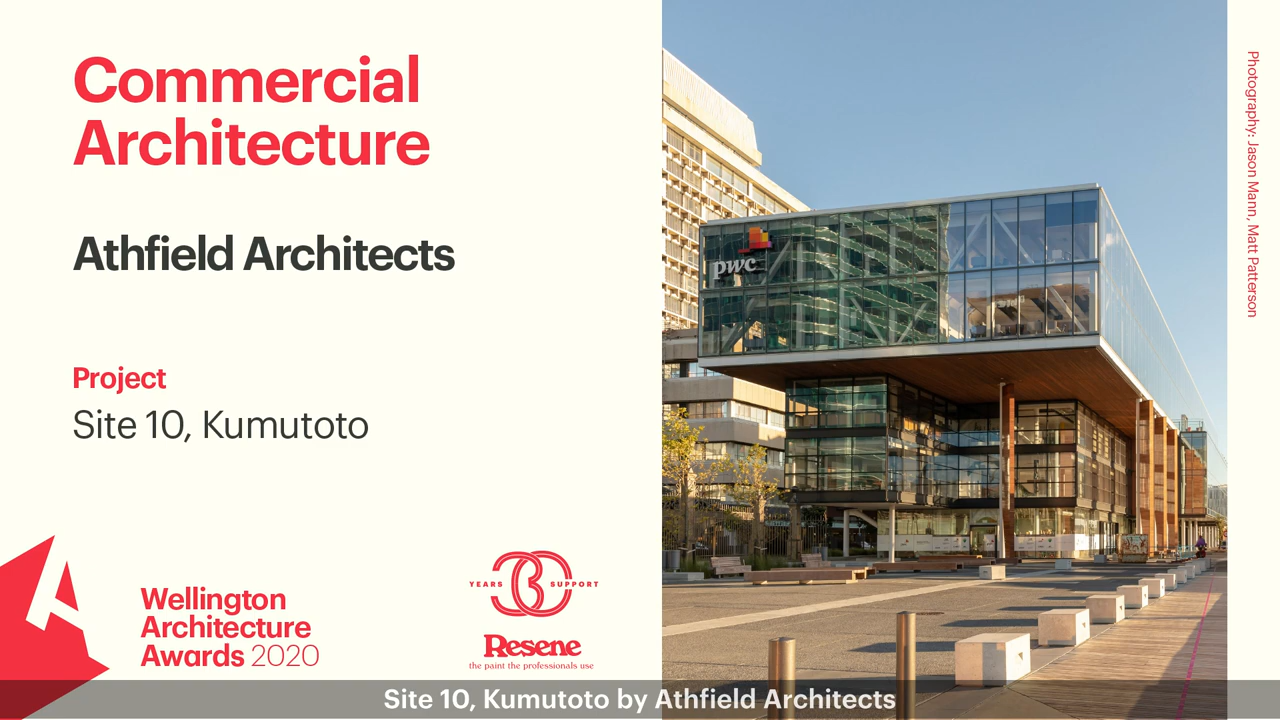 Commercial
Architecture
Athfield Architects
Project
Site 10, Kumutoto
Wellington
Architecture
Awards 2020
YEARS 30 SUPPORT
Resene
the paint the professionals use
pwc
Photography: Jason Mann, Matt Patterson
Site 10, Kumutoto by Athfield Architects